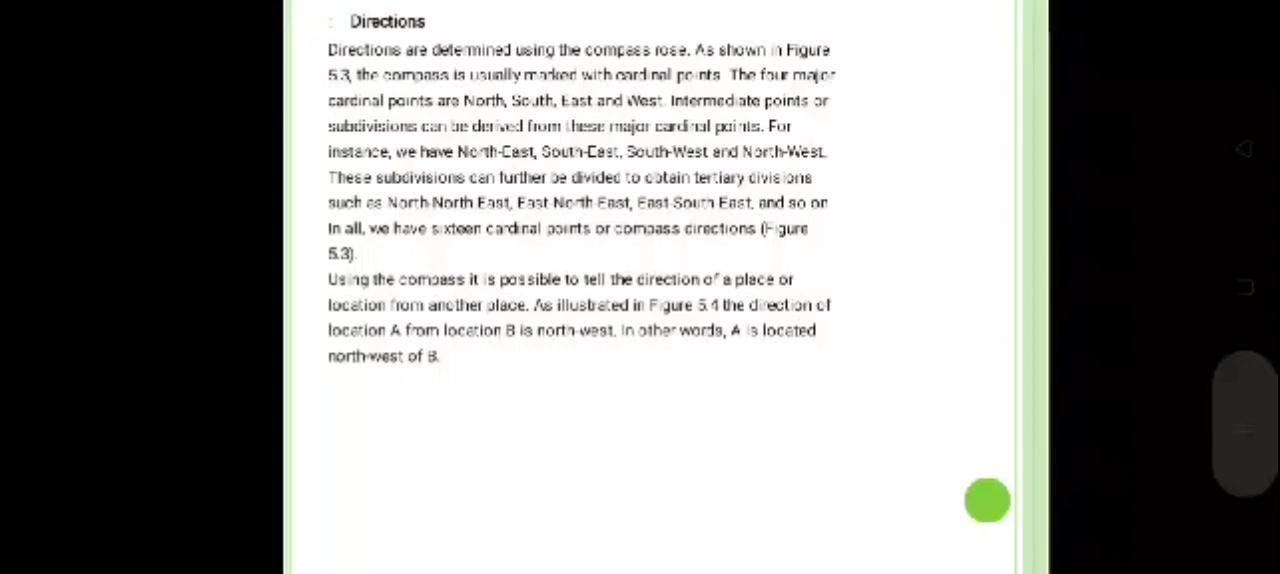 Directions
Directions are determined using the compass rose. As shown in Figure
5.3, the compass is usually marked with cardinal points. The four major
cardinal points are North, South, East and West. Intermediate points or
subdivisions can be derived from these major cardinal points. For
instance, we have North-East, South-East, South-West and North-West.
These subdivisions can further be divided to obtain tertiary divisions
such as North-North East, East-North-East, East-South East, and so on
In all, we have sixteen cardinal points or compass directions (Figure
5.3).
Using the compass it is possible to tell the direction of a place or
location from another place. As illustrated in Figure 5.4 the direction of
location A from location B is north-west. In other words, A is located
north-west of B.